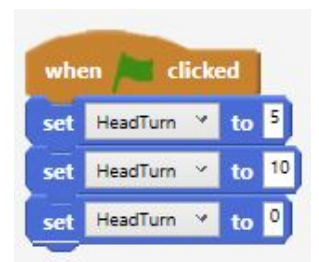 when clicked
set HeadTurn to 5
set HeadTurn to 10
set HeadTurn to 0